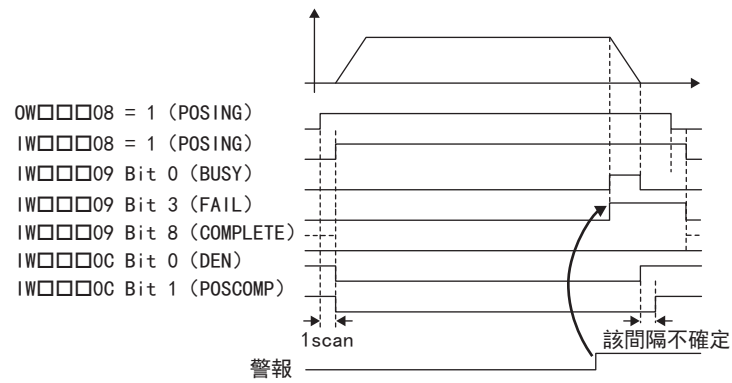 OW□□□08 = 1 (POSING)
IW□□□08 = 1 (POSING)
IW□□□09 Bit 0 (BUSY)
IW□□□09 Bit 3 (FAIL)
IW□□□09 Bit 8 (COMPLETE)
IW□□□0C Bit 0 (DEN)
IW□□□0C Bit 1 (POSCOMP)
1scan
該間隔不確定
警報